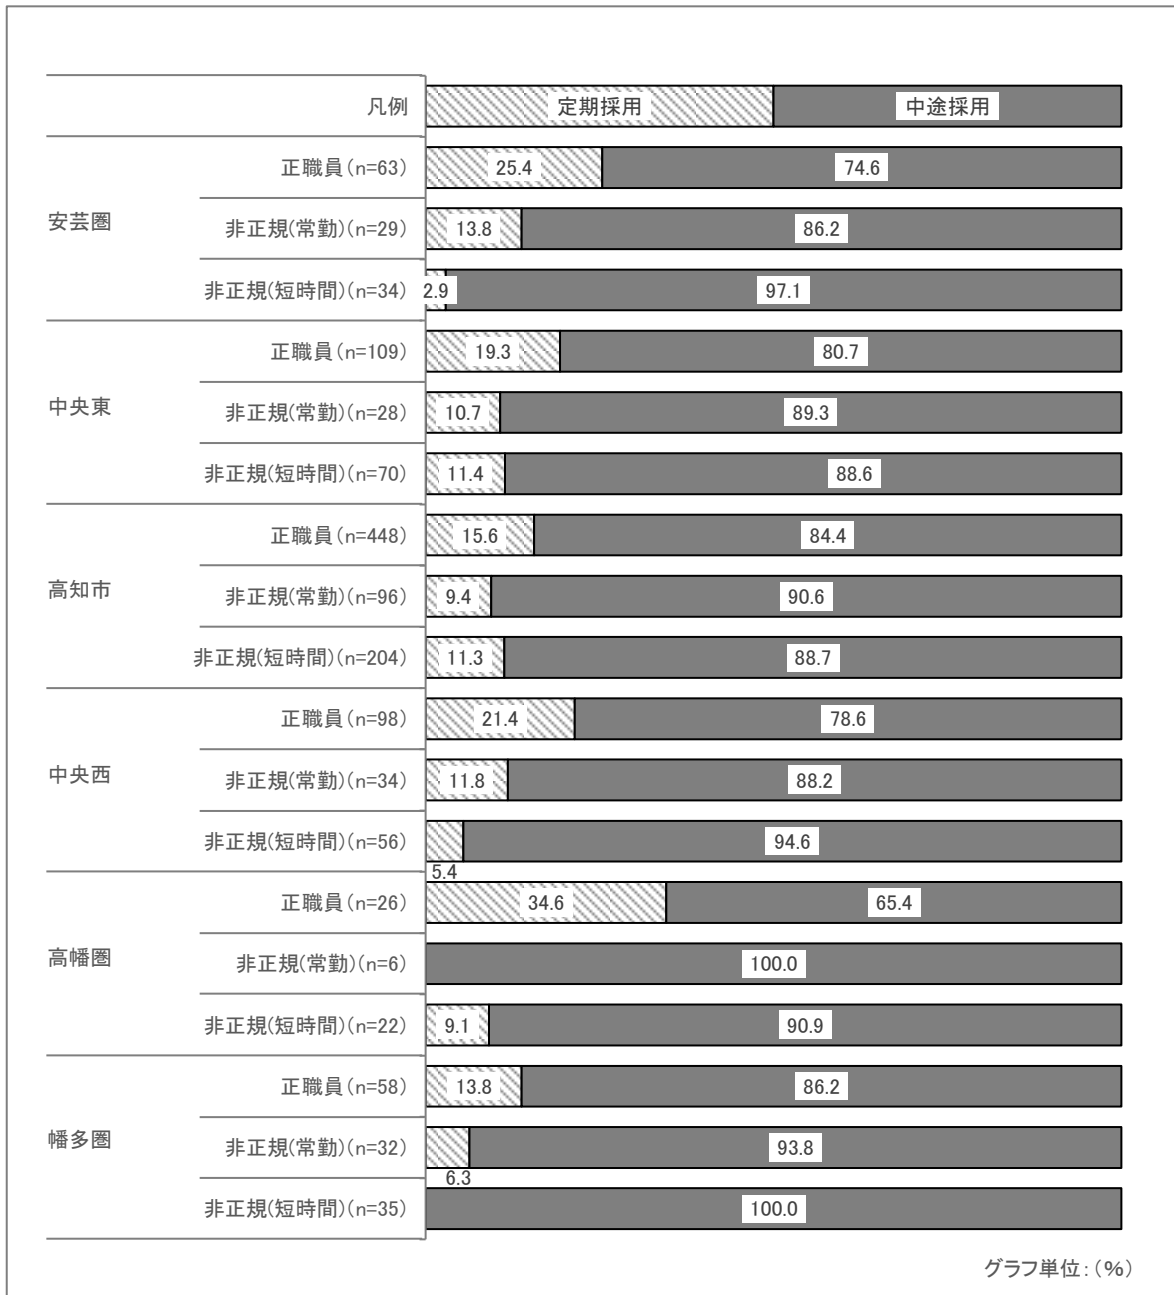 凡例 定期採用 中途採用
安芸圏
正職員(n=63) 25.4 74.6
非正規(常勤)(n=29) 13.8 86.2
非正規(短時間)(n=34) 2.9 97.1
中央東
正職員(n=109) 19.3 80.7
非正規(常勤)(n=28) 10.7 89.3
非正規(短時間)(n=70) 11.4 88.6
高知市
正職員(n=448) 15.6 84.4
非正規(常勤)(n=96) 9.4 90.6
非正規(短時間)(n=204) 11.3 88.7
中央西
正職員(n=98) 21.4 78.6
非正規(常勤)(n=34) 11.8 88.2
非正規(短時間)(n=56) 5.4 94.6
高幡圏
正職員(n=26) 34.6 65.4
非正規(常勤)(n=6) 100.0
非正規(短時間)(n=22) 9.1 90.9
幡多圏
正職員(n=58) 13.8 86.2
非正規(常勤)(n=32) 6.3 93.8
非正規(短時間)(n=35) 100.0
グラフ単位:(%)